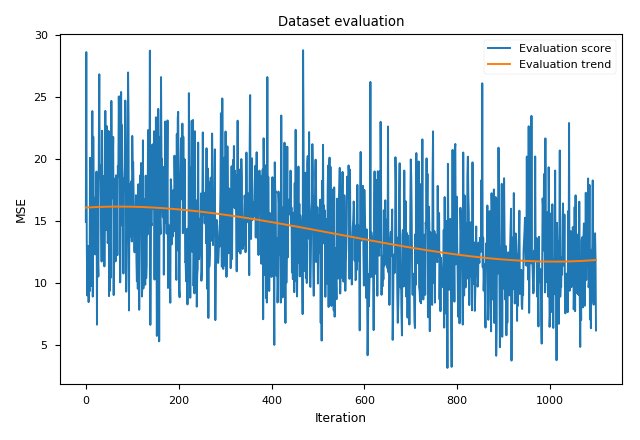 Dataset evaluation
Evaluation score
Evaluation trend
MSE
30
25
20
15
10
5
0
200
400
600
800
1000
Iteration